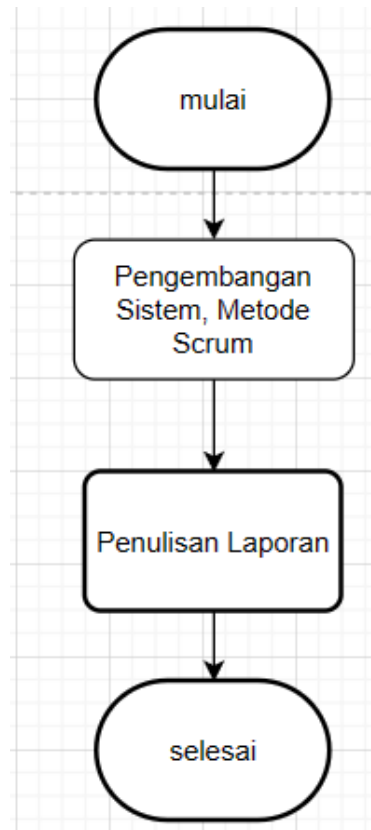 mulai
Pengembangan
Sistem, Metode
Scrum
Penulisan Laporan
selesai